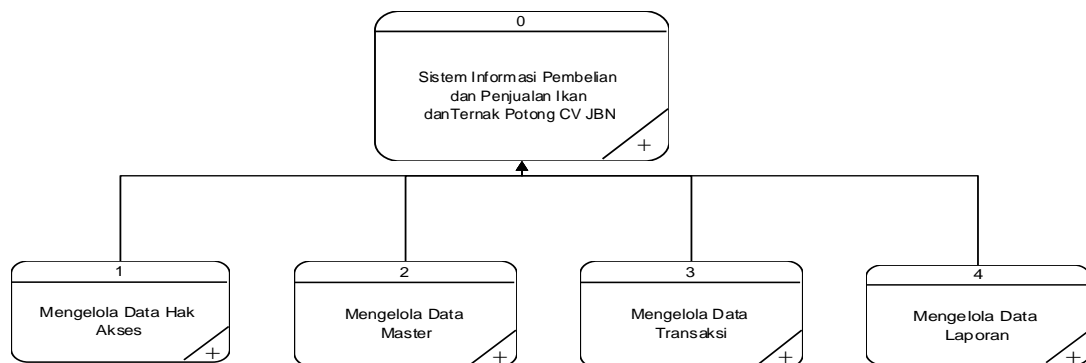 0
Sistem Informasi Pembelian
dan Penjualan Ikan
danTernak Potong CV JBN
+
1
Mengelola Data Hak
Akses
+
2
Mengelola Data
Master
+
3
Mengelola Data
Transaksi
+
4
Mengelola Data
Laporan
+